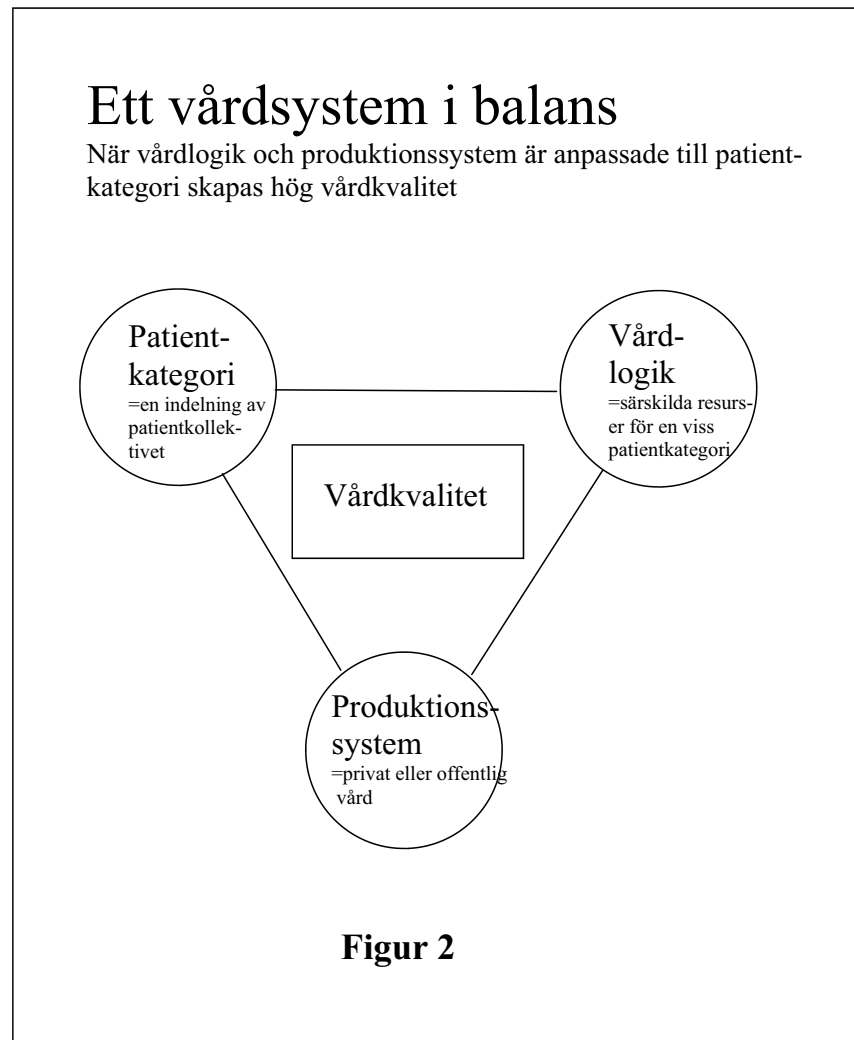 Ett vårdsystem i balans
När vårdlogik och produktionssystem är anpassade till patient-
kategori skapas hög vårdkvalitet
Patient-
kategori
=en indelning av
patientkollek-
tivet
Vård-
logik
=särskilda resurs-
er för en viss
patientkategori
Vårdkvalitet
Produktions-
system
=privat eller offentlig
vård
Figur 2